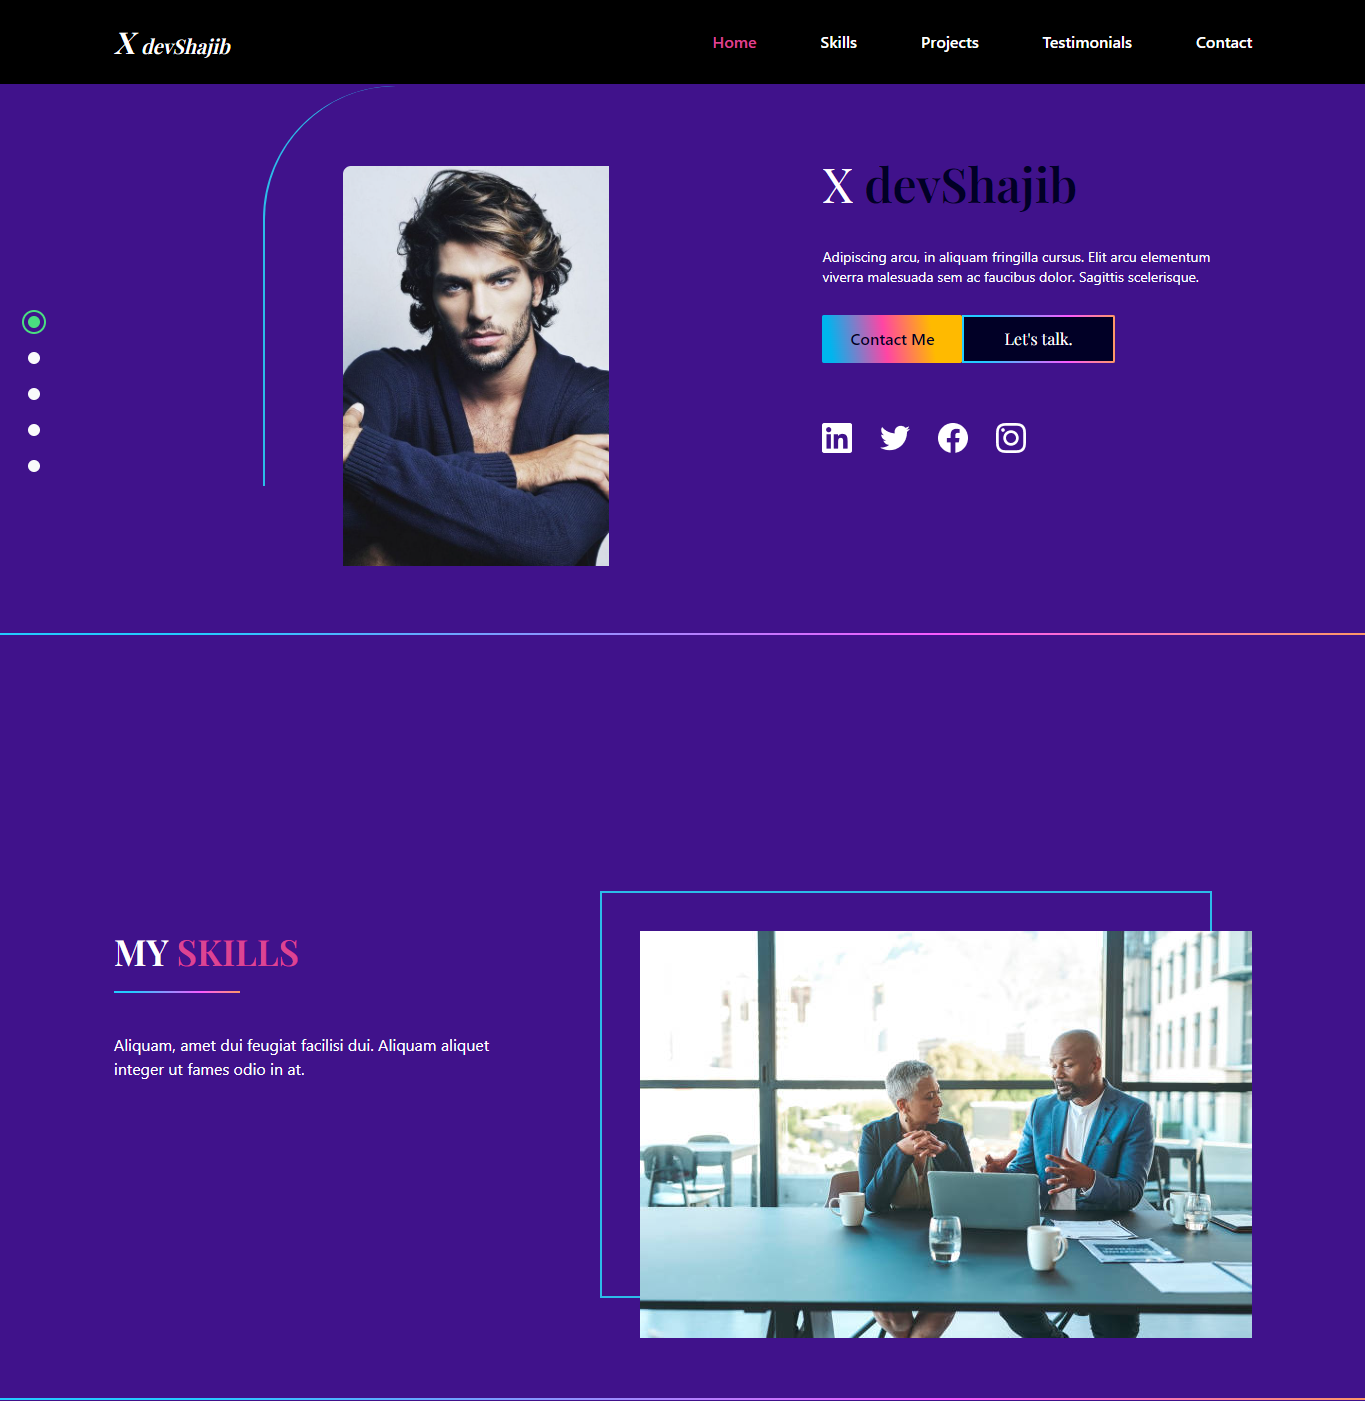 X devShajib
Home Skills Projects Testimonials Contact
X devShajib
Adipiscing arcu, in aliquam fringilla cursus. Elit arcu elementum
viverra malesuada sem ac faucibus dolor. Sagittis scelerisque.
Contact Me
Let's talk.
MY SKILLS
Aliquam, amet dui feugiat facilisi dui. Aliquam aliquet
integer ut fames odio in at.